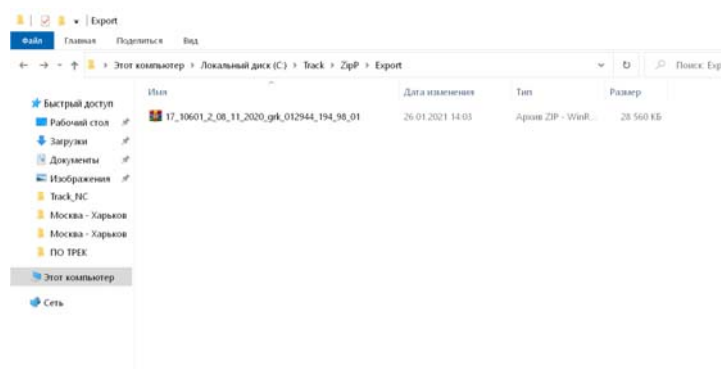 Export
Файл Главная Поделиться Вид
Этот компьютер > Локальный диск (C:) > Track > ZipP > Export
Поиск: Exp
Имя Дата изменения Тип Размер
Быстрый доступ
17_10601_2_08_11_2020_grk_012944_194_98_01 26.01.2021 14:03 Архив ZIP - WinR... 28 560 КБ
Рабочий стол
Загрузки
Документы
Изображения
Track_NC
Москва - Харьков
Москва - Харьков
ПО ТРЕК
Этот компьютер
Сеть